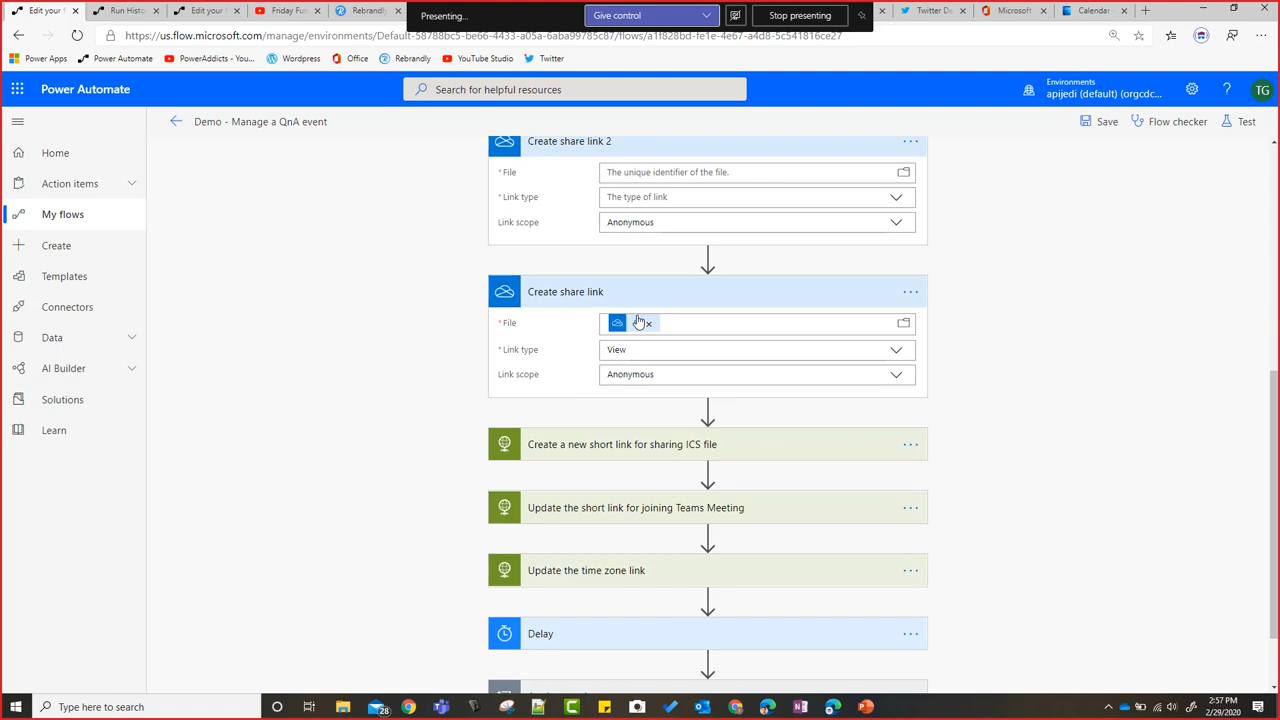 Edit your f
Run Histo
Edit your f
Friday Fun
Rebrandly
Presenting...
Give control
Stop presenting
Twitter De
Microsoft
Calendar
https://us.flow.microsoft.com/manage/environments/Default-58788bc5-be66-4433-a05a-6aba99785c87/flows/a1f828bd-fe1e-4e67-a4d8-5c541816ce27
Power Apps
Power Automate
PowerAddicts - You...
Wordpress
Office
Rebrandly
YouTube Studio
Twitter
Power Automate
Search for helpful resources
Environments
apijedi (default) (orgcdc...
?
TG
Demo - Manage a QnA event
Save
Flow checker
Test
Home
Action items
My flows
Create
Templates
Connectors
Data
AI Builder
Solutions
Learn
Create share link 2
* File
The unique identifier of the file.
* Link type
The type of link
Link scope
Anonymous
Create share link
* File
* Link type
View
Link scope
Anonymous
Create a new short link for sharing ICS file
Update the short link for joining Teams Meeting
Update the time zone link
Delay
Type here to search
28
2:57 PM
2/29/2020